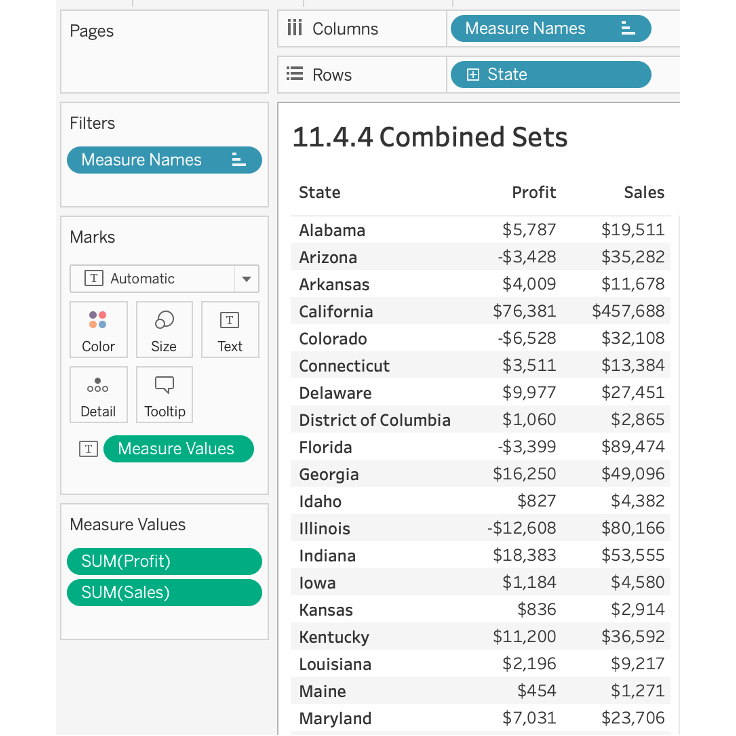 Pages
Columns
Measure Names
Rows
State
Filters
Measure Names
Marks
T Automatic
Color
Size
T
Text
Detail
Tooltip
T Measure Values
Measure Values
SUM(Profit)
SUM(Sales)
11.4.4 Combined Sets
State Profit Sales
Alabama $5,787 $19,511
Arizona -$3,428 $35,282
Arkansas $4,009 $11,678
California $76,381 $457,688
Colorado -$6,528 $32,108
Connecticut $3,511 $13,384
Delaware $9,977 $27,451
District of Columbia $1,060 $2,865
Florida -$3,399 $89,474
Georgia $16,250 $49,096
Idaho $827 $4,382
Illinois -$12,608 $80,166
Indiana $18,383 $53,555
Iowa $1,184 $4,580
Kansas $836 $2,914
Kentucky $11,200 $36,592
Louisiana $2,196 $9,217
Maine $454 $1,271
Maryland $7,031 $23,706